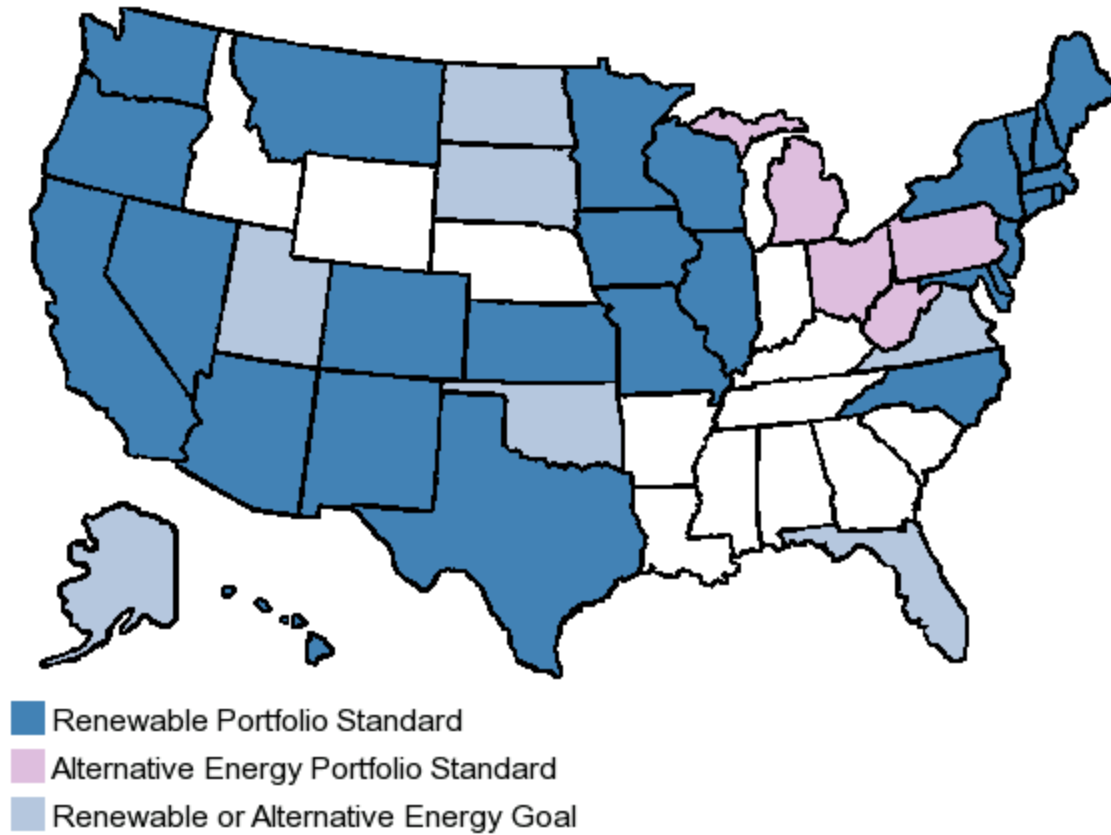 Renewable Portfolio Standard
Alternative Energy Portfolio Standard
Renewable or Alternative Energy Goal